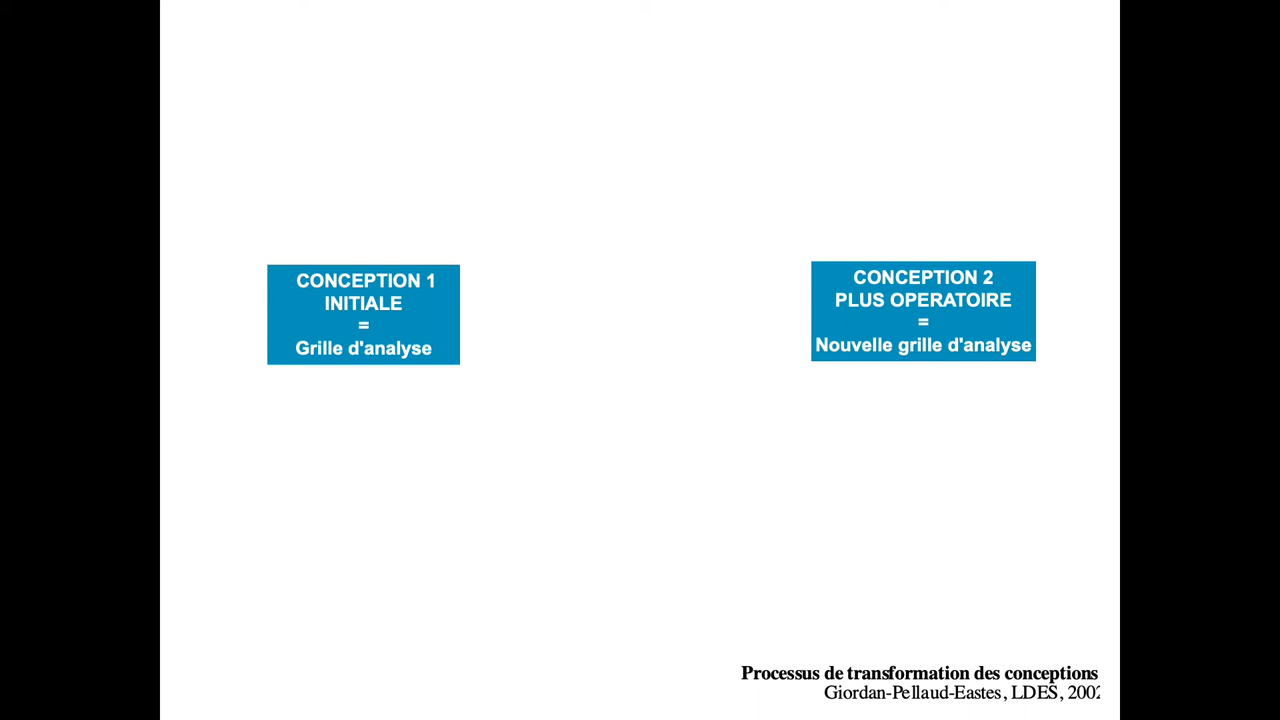 CONCEPTION 1
INITIALE
=
Grille d'analyse
CONCEPTION 2
PLUS OPERATOIRE
=
Nouvelle grille d'analyse
Processus de transformation des conceptions
Giordan-Pellaud-Eastes, LDES, 2002